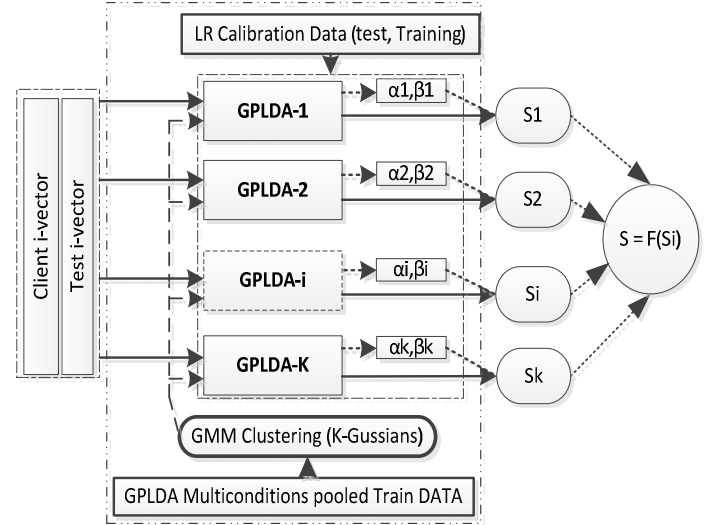 LR Calibration Data (test, Training)
Client i-vector
Test i-vector
GPLDA-1
α1,β1
S1
GPLDA-2
α2,β2
S2
GPLDA-i
αi,βi
Si
GPLDA-K
αk,βk
Sk
S = F(Si)
GMM Clustering (K-Gussians)
GPLDA Multiconditions pooled Train DATA